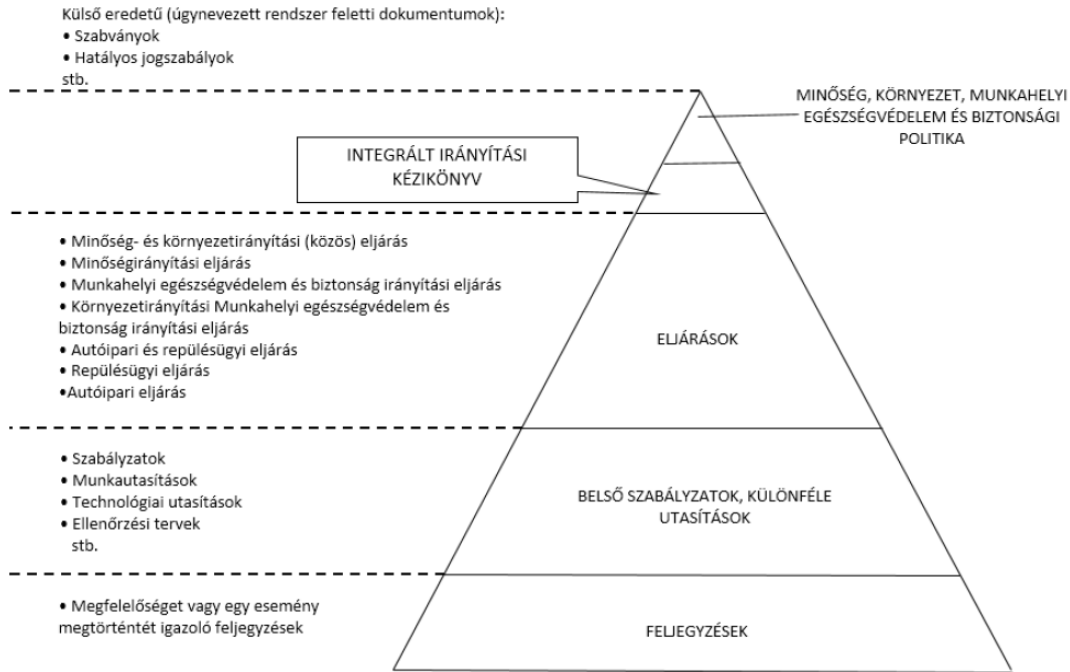 Külső eredetű (úgynevezett rendszer feletti dokumentumok):
• Szabványok
• Hatályos jogszabályok
stb.
MINŐSÉG, KÖRNYEZET, MUNKAHELYI
EGÉSZSÉGVÉDELEM ÉS BIZTONSÁGI
POLITIKA
INTEGRÁLT IRÁNYÍTÁSI
KÉZIKÖNYV
• Minőség- és környezetirányítási (közös) eljárás
• Minőségirányítási eljárás
• Munkahelyi egészségvédelem és biztonság irányítási eljárás
• Környezetirányítási Munkahelyi egészségvédelem és
biztonság irányítási eljárás
• Autóipari és repülésügyi eljárás
• Repülésügyi eljárás
•Autóipari eljárás
ELJÁRÁSOK
• Szabályzatok
• Munkautasítások
• Technológiai utasítások
• Ellenőrzési tervek
stb.
BELSŐ SZABÁLYZATOK, KÜLÖNFÉLE
UTASÍTÁSOK
• Megfelelőséget vagy egy esemény
megtörténtét igazoló feljegyzések
FELJEGYZÉSEK